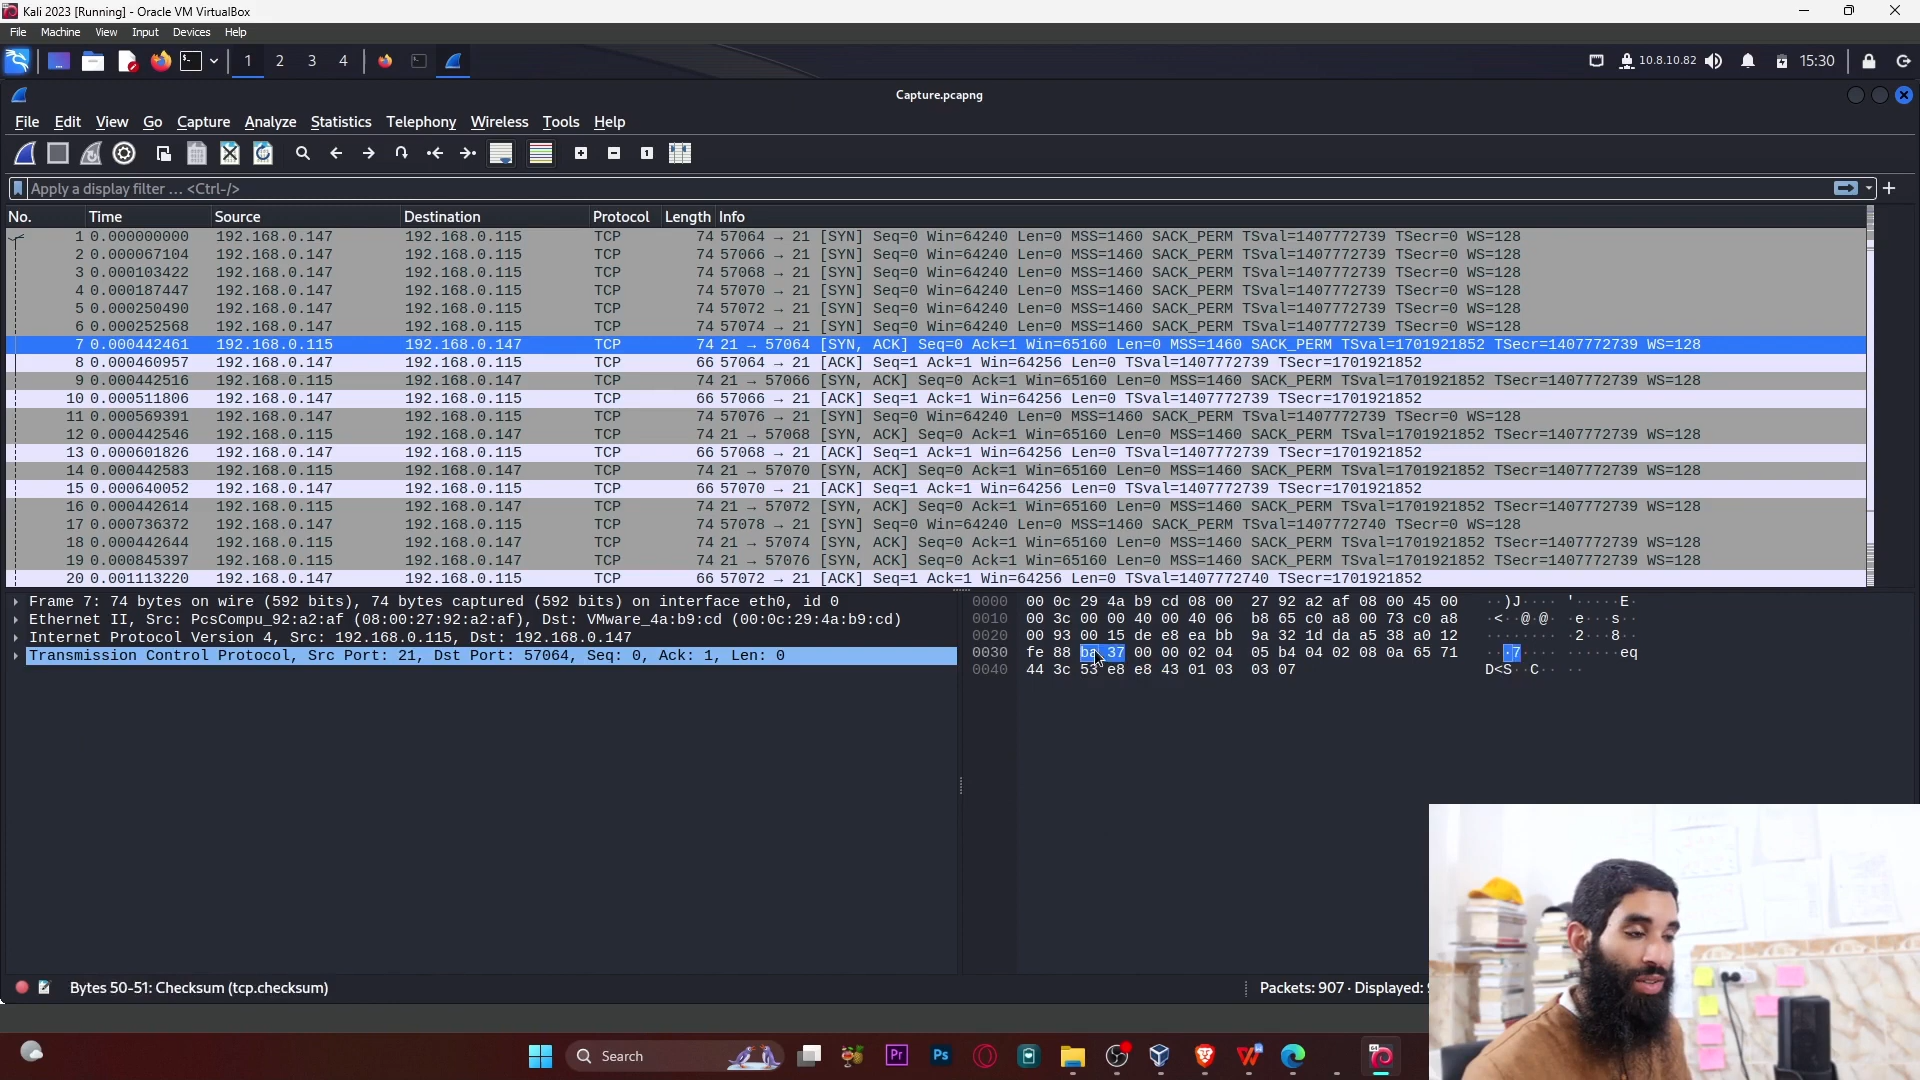 Kali 2023 [Running] - Oracle VM VirtualBox
File Machine View Input Devices Help
1 2 3 4 10.8.10.82 15:30
Capture.pcapng
File Edit View Go Capture Analyze Statistics Telephony Wireless Tools Help
Apply a display filter … <Ctrl-/>
No. Time Source Destination Protocol Length Info
1 0.000000000 192.168.0.147 192.168.0.115 TCP 74 57064 → 21 [SYN] Seq=0 Win=64240 Len=0 MSS=1460 SACK_PERM TSval=1407772739 TSecr=0 WS=128
2 0.000067104 192.168.0.147 192.168.0.115 TCP 74 57066 → 21 [SYN] Seq=0 Win=64240 Len=0 MSS=1460 SACK_PERM TSval=1407772739 TSecr=0 WS=128
3 0.000103422 192.168.0.147 192.168.0.115 TCP 74 57068 → 21 [SYN] Seq=0 Win=64240 Len=0 MSS=1460 SACK_PERM TSval=1407772739 TSecr=0 WS=128
4 0.000187447 192.168.0.147 192.168.0.115 TCP 74 57070 → 21 [SYN] Seq=0 Win=64240 Len=0 MSS=1460 SACK_PERM TSval=1407772739 TSecr=0 WS=128
5 0.000250490 192.168.0.147 192.168.0.115 TCP 74 57072 → 21 [SYN] Seq=0 Win=64240 Len=0 MSS=1460 SACK_PERM TSval=1407772739 TSecr=0 WS=128
6 0.000252568 192.168.0.147 192.168.0.115 TCP 74 57074 → 21 [SYN] Seq=0 Win=64240 Len=0 MSS=1460 SACK_PERM TSval=1407772739 TSecr=0 WS=128
7 0.000442461 192.168.0.115 192.168.0.147 TCP 74 21 → 57064 [SYN, ACK] Seq=0 Ack=1 Win=65160 Len=0 MSS=1460 SACK_PERM TSval=1701921852 TSecr=1407772739 WS=128
8 0.000460957 192.168.0.147 192.168.0.115 TCP 66 57064 → 21 [ACK] Seq=1 Ack=1 Win=64256 Len=0 TSval=1407772739 TSecr=1701921852
9 0.000442516 192.168.0.115 192.168.0.147 TCP 74 21 → 57066 [SYN, ACK] Seq=0 Ack=1 Win=65160 Len=0 MSS=1460 SACK_PERM TSval=1701921852 TSecr=1407772739 WS=128
10 0.000511806 192.168.0.147 192.168.0.115 TCP 66 57066 → 21 [ACK] Seq=1 Ack=1 Win=64256 Len=0 TSval=1407772739 TSecr=1701921852
11 0.000569391 192.168.0.147 192.168.0.115 TCP 74 57076 → 21 [SYN] Seq=0 Win=64240 Len=0 MSS=1460 SACK_PERM TSval=1407772739 TSecr=0 WS=128
12 0.000442546 192.168.0.115 192.168.0.147 TCP 74 21 → 57068 [SYN, ACK] Seq=0 Ack=1 Win=65160 Len=0 MSS=1460 SACK_PERM TSval=1701921852 TSecr=1407772739 WS=128
13 0.000601826 192.168.0.147 192.168.0.115 TCP 66 57068 → 21 [ACK] Seq=1 Ack=1 Win=64256 Len=0 TSval=1407772739 TSecr=1701921852
14 0.000442583 192.168.0.115 192.168.0.147 TCP 74 21 → 57070 [SYN, ACK] Seq=0 Ack=1 Win=65160 Len=0 MSS=1460 SACK_PERM TSval=1701921852 TSecr=1407772739 WS=128
15 0.000640052 192.168.0.147 192.168.0.115 TCP 66 57070 → 21 [ACK] Seq=1 Ack=1 Win=64256 Len=0 TSval=1407772739 TSecr=1701921852
16 0.000442614 192.168.0.115 192.168.0.147 TCP 74 21 → 57072 [SYN, ACK] Seq=0 Ack=1 Win=65160 Len=0 MSS=1460 SACK_PERM TSval=1701921852 TSecr=1407772739 WS=128
17 0.000736372 192.168.0.147 192.168.0.115 TCP 74 57078 → 21 [SYN] Seq=0 Win=64240 Len=0 MSS=1460 SACK_PERM TSval=1407772740 TSecr=0 WS=128
18 0.000442644 192.168.0.115 192.168.0.147 TCP 74 21 → 57074 [SYN, ACK] Seq=0 Ack=1 Win=65160 Len=0 MSS=1460 SACK_PERM TSval=1701921852 TSecr=1407772739 WS=128
19 0.000845397 192.168.0.115 192.168.0.147 TCP 74 21 → 57076 [SYN, ACK] Seq=0 Ack=1 Win=65160 Len=0 MSS=1460 SACK_PERM TSval=1701921852 TSecr=1407772739 WS=128
20 0.001113220 192.168.0.147 192.168.0.115 TCP 66 57072 → 21 [ACK] Seq=1 Ack=1 Win=64256 Len=0 TSval=1407772740 TSecr=1701921852
Frame 7: 74 bytes on wire (592 bits), 74 bytes captured (592 bits) on interface eth0, id 0
Ethernet II, Src: PcsCompu_92:a2:af (08:00:27:92:a2:af), Dst: VMware_4a:b9:cd (00:0c:29:4a:b9:cd)
Internet Protocol Version 4, Src: 192.168.0.115, Dst: 192.168.0.147
Transmission Control Protocol, Src Port: 21, Dst Port: 57064, Seq: 0, Ack: 1, Len: 0
0000 00 0c 29 4a b9 cd 08 00 27 92 a2 af 08 00 45 00 ··)J···· '·····E·
0010 00 3c 00 00 40 00 40 06 b8 65 c0 a8 00 73 c0 a8 ·<··@·@· ·e···s··
0020 00 93 00 15 de e8 ea bb 9a 32 1d da a5 38 a0 12 ········ ·2···8··
0030 fe 88 ba 37 00 00 02 04 05 b4 04 02 08 0a 65 71 ···7···· ······eq
0040 44 3c 53 e8 e8 43 01 03 03 07 D<S··C·· ··
Bytes 50-51: Checksum (tcp.checksum)
Packets: 907 · Displayed:
Search
Pr Ps